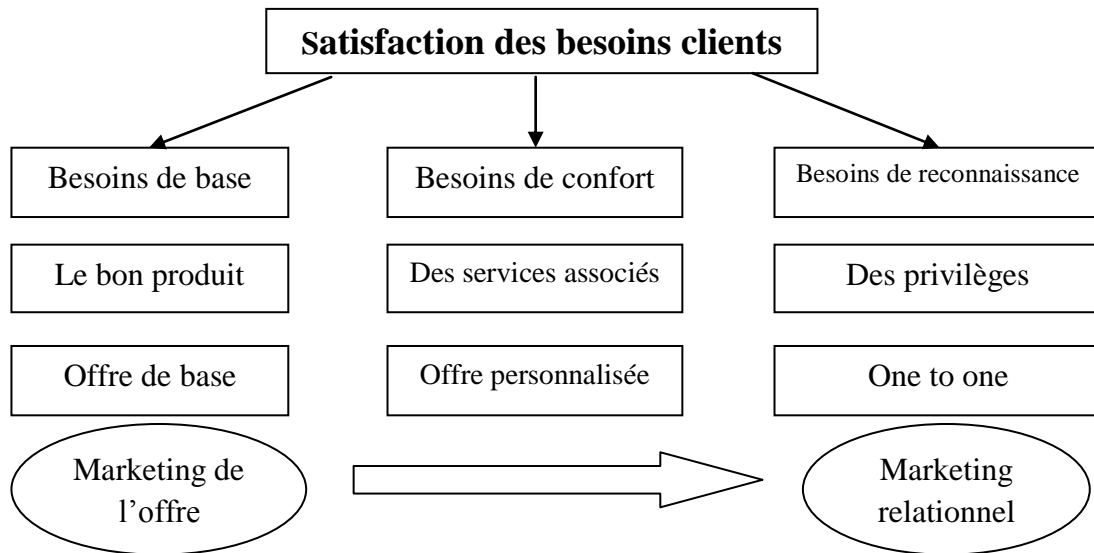 Satisfaction des besoins clients
Besoins de base
Besoins de confort
Besoins de reconnaissance
Le bon produit
Des services associés
Des privilèges
Offre de base
Offre personnalisée
One to one
Marketing de
l’offre
Marketing
relationnel